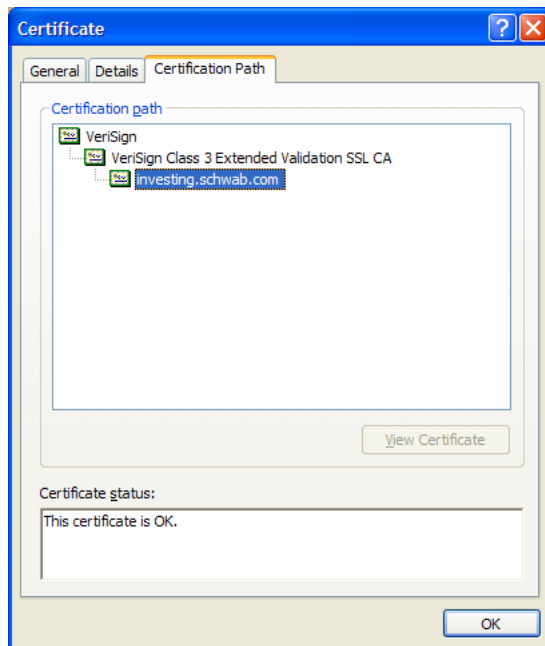 Certificate
General Details Certification Path
Certification path
VeriSign
VeriSign Class 3 Extended Validation SSL CA
investing.schwab.com
View Certificate
Certificate status:
This certificate is OK.
OK